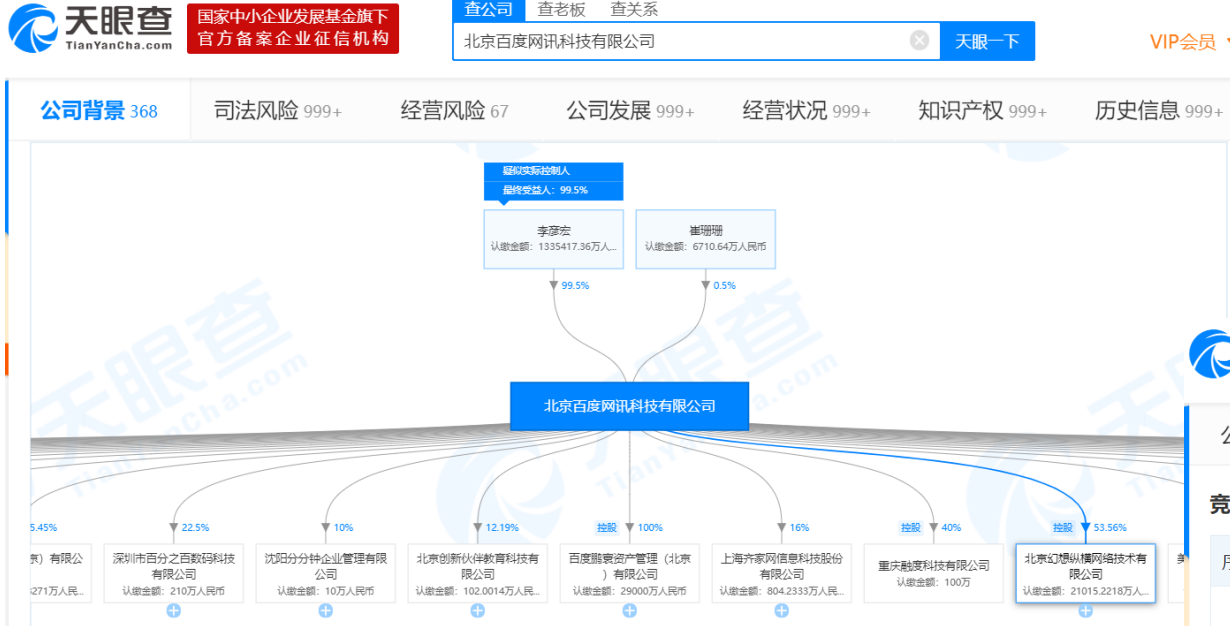 天眼查
TianYanCha.com
国家中小企业发展基金旗下
官方备案企业征信机构
查公司 查老板 查关系
北京百度网讯科技有限公司
天眼一下
VIP会员
公司背景 368 司法风险 999+ 经营风险 67 公司发展 999+ 经营状况 999+ 知识产权 999+ 历史信息 999+
疑似实际控制人
最终受益人：99.5%
李彦宏
认缴金额：1335417.36万人...
崔珊珊
认缴金额：6710.64万人民币
99.5% 0.5%
北京百度网讯科技有限公司
5.45% 22.5% 10% 12.19% 控股 100% 16% 控股 40% 控股 53.56%
京）有限公
3271万人民...
深圳市百分之百数码科技
有限公司
认缴金额：210万人民币
沈阳分分钟企业管理有限
公司
认缴金额：10万人民币
北京创新伙伴教育科技有
限公司
认缴金额：102.0014万人民...
百度鹏寰资产管理（北京
）有限公司
认缴金额：29000万人民币
上海齐家网信息科技股份
有限公司
认缴金额：804.2333万人民...
重庆融度科技有限公司
认缴金额：100万
北京幻想纵横网络技术有
限公司
认缴金额：21015.2218万人...
竞